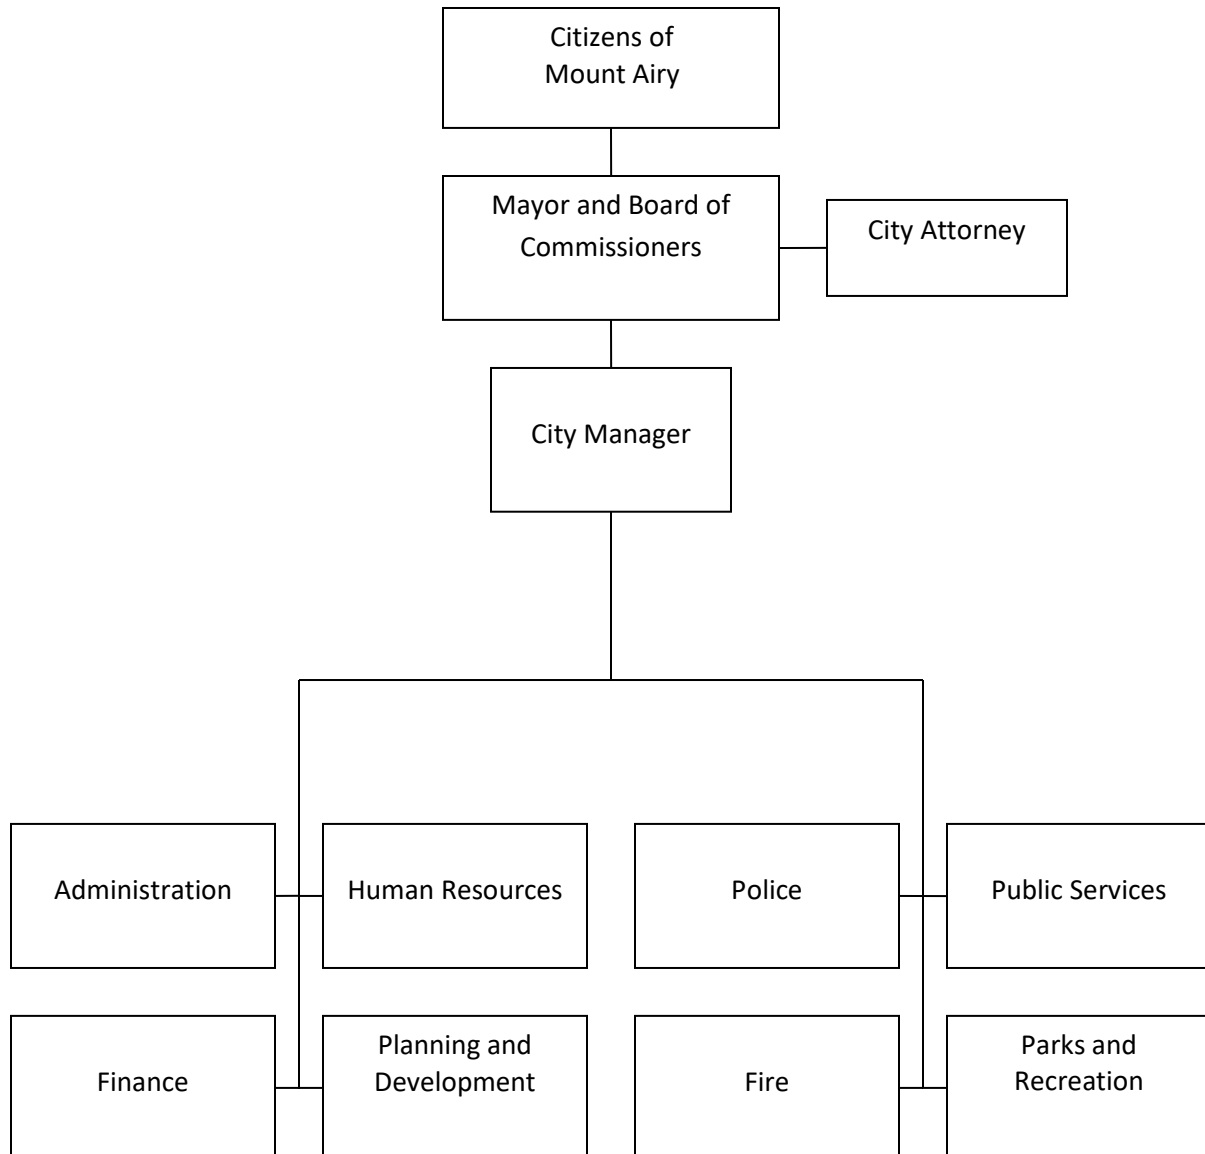 Citizens of
Mount Airy
Mayor and Board of
Commissioners
City Attorney
City Manager
Administration
Human Resources
Police
Public Services
Finance
Planning and
Development
Fire
Parks and
Recreation